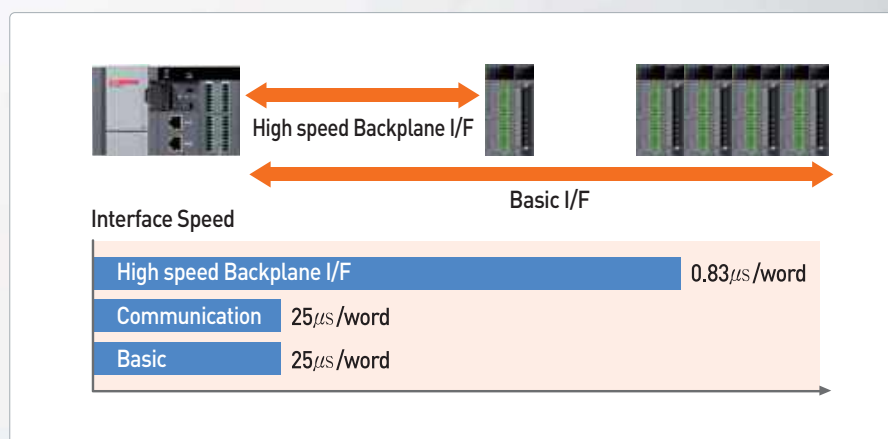 High speed Backplane I/F
Basic I/F
Interface Speed
High speed Backplane I/F 0.83μs/word
Communication 25μs/word
Basic 25μs/word